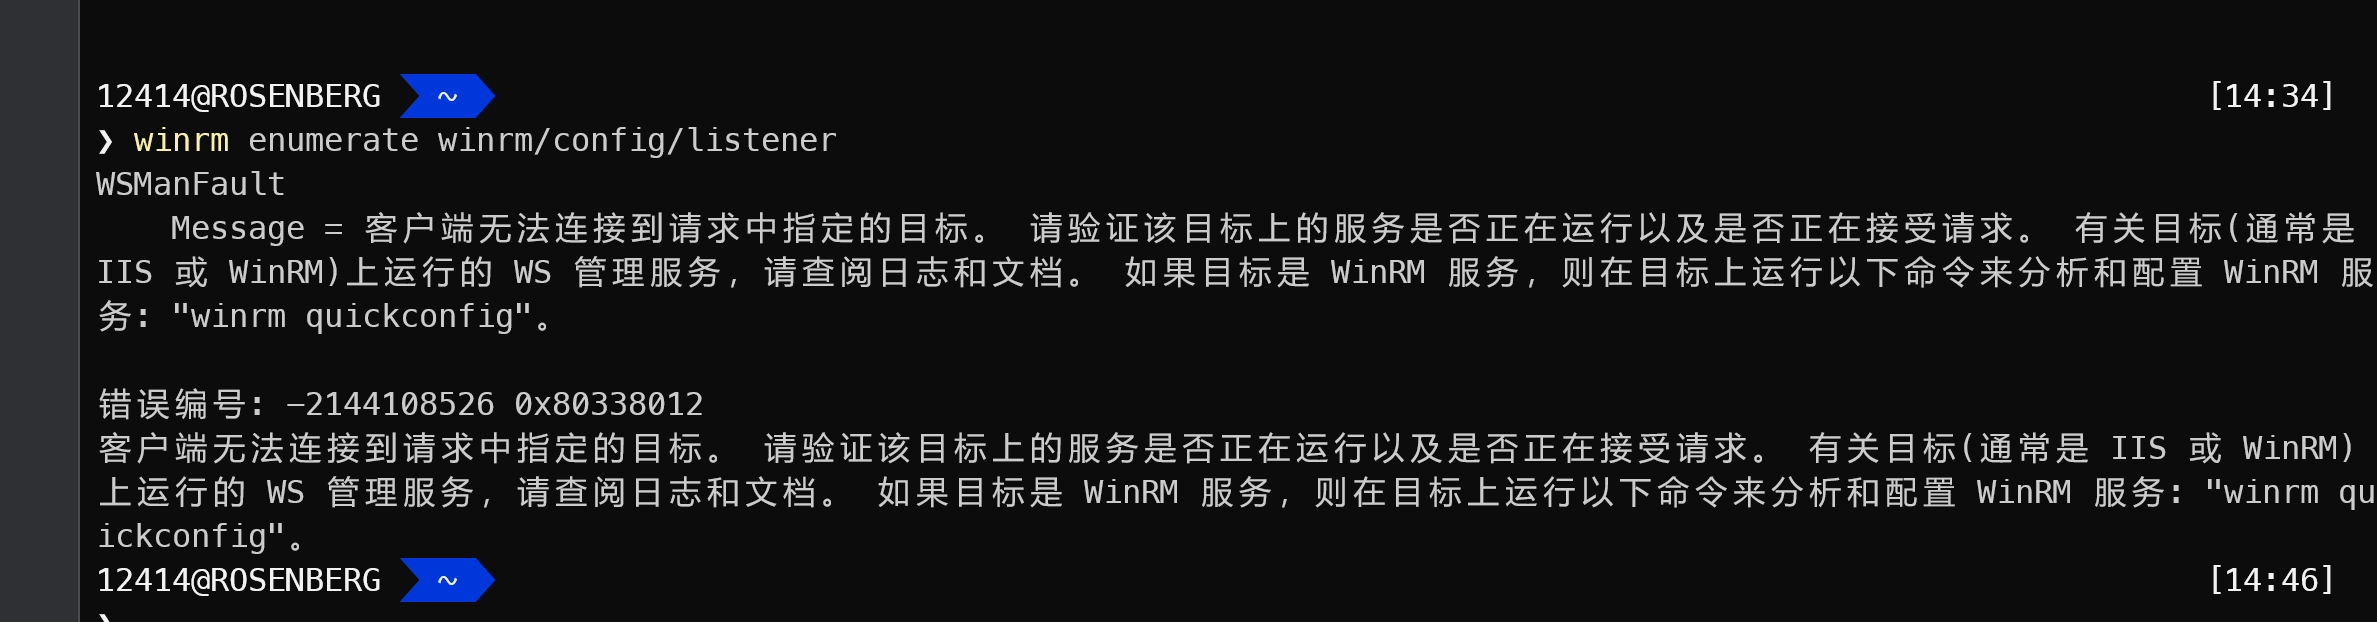 12414@ROSENBERG ~ [14:34]
❯ winrm enumerate winrm/config/listener
WSManFault
    Message = 客户端无法连接到请求中指定的目标。 请验证该目标上的服务是否正在运行以及是否正在接受请求。 有关目标(通常是
IIS 或 WinRM)上运行的 WS 管理服务, 请查阅日志和文档。 如果目标是 WinRM 服务, 则在目标上运行以下命令来分析和配置 WinRM 服
务: "winrm quickconfig"。
错误编号: -2144108526 0x80338012
客户端无法连接到请求中指定的目标。 请验证该目标上的服务是否正在运行以及是否正在接受请求。 有关目标(通常是 IIS 或 WinRM)
上运行的 WS 管理服务, 请查阅日志和文档。 如果目标是 WinRM 服务, 则在目标上运行以下命令来分析和配置 WinRM 服务: "winrm qu
ickconfig"。
12414@ROSENBERG ~ [14:46]
❯